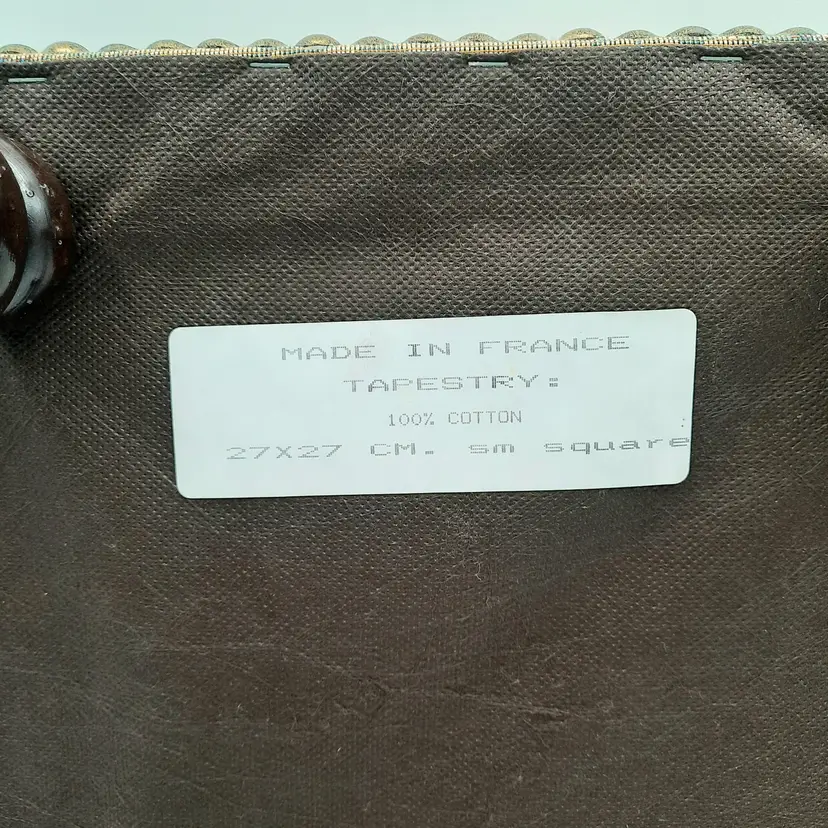 MADE IN FRANCE
TAPESTRY:
100% COTTON
27X27 CM. sm square